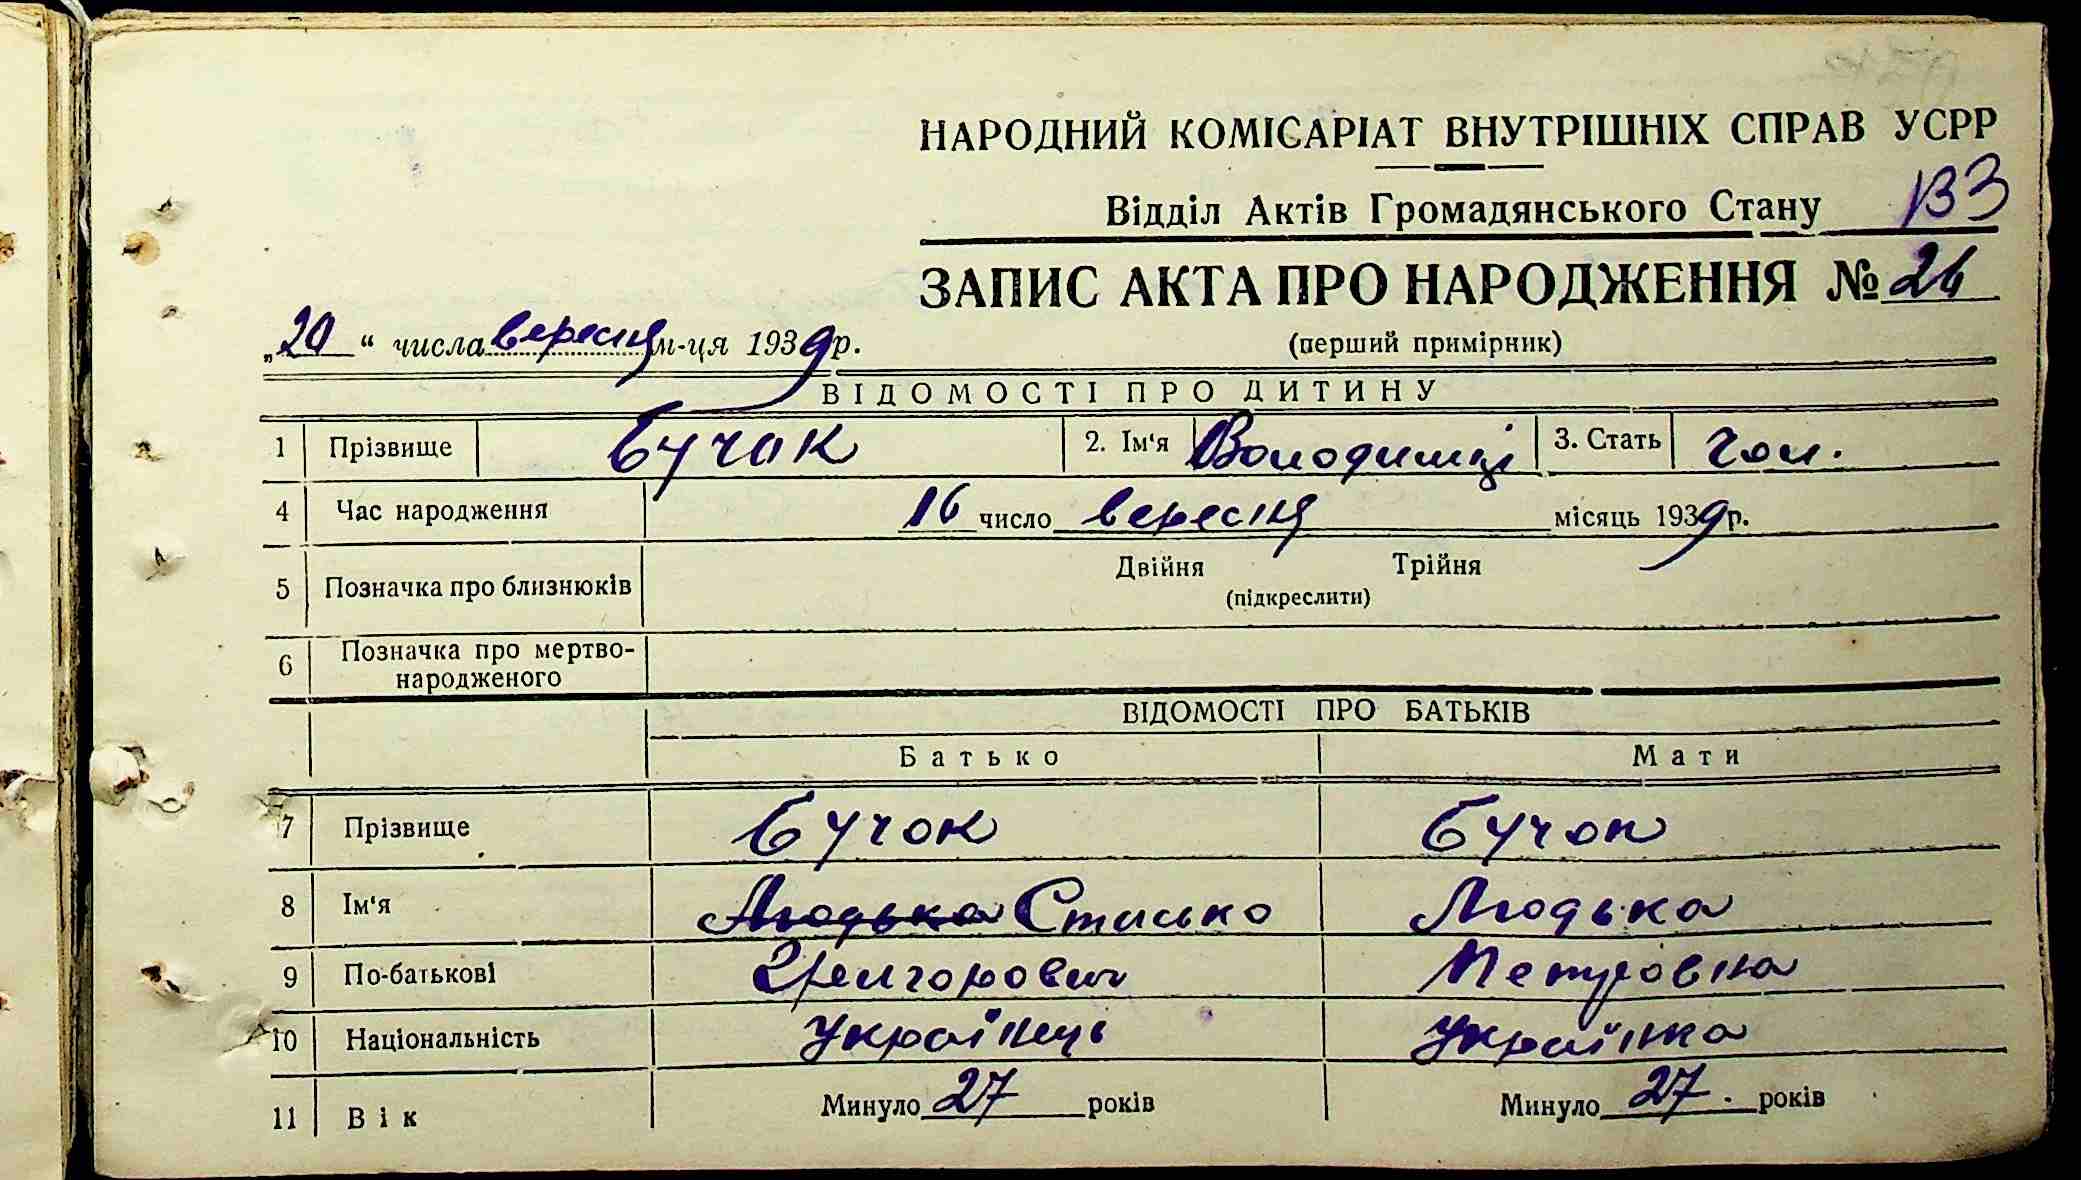 НАРОДНИЙ КОМІСАРІАТ ВНУТРІШНІХ СПРАВ УСРР
Відділ Актів Громадянського Стану 133
ЗАПИС АКТА ПРО НАРОДЖЕННЯ № 26
„20“ числа вересня м-ця 1939 р.
(перший примірник)
ВІДОМОСТІ ПРО ДИТИНУ
1 Прізвище Бучок 2. Ім'я 3. Стать чол.
4 Час народження 16 число вересня місяць 1939 р.
5 Позначка про близнюків Двійня Трійня
(підкреслити)
6 Позначка про мертво-
народженого
ВІДОМОСТІ ПРО БАТЬКІВ
Батько Мати
7 Прізвище Бучок Бучок
8 Ім'я Людька Стасько Людька
9 По-батькові Григорович Петровна
10 Національність Українець Українка
11 Вік Минуло 27 років Минуло 27. років